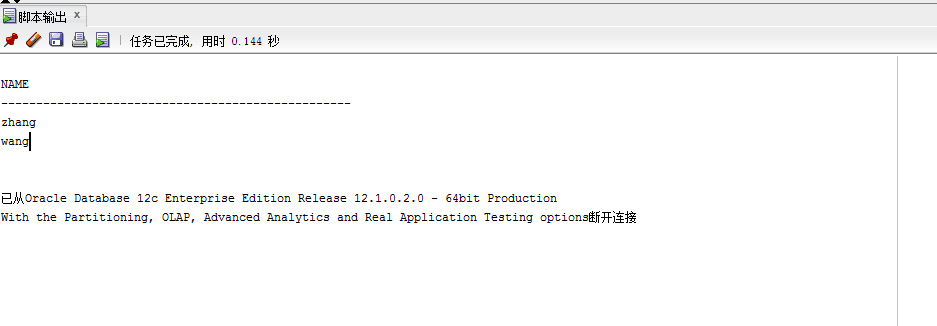 脚本输出 x
任务已完成, 用时 0.144 秒
NAME
--------------------------------------------------
zhang
wang
已从Oracle Database 12c Enterprise Edition Release 12.1.0.2.0 - 64bit Production
With the Partitioning, OLAP, Advanced Analytics and Real Application Testing options断开连接